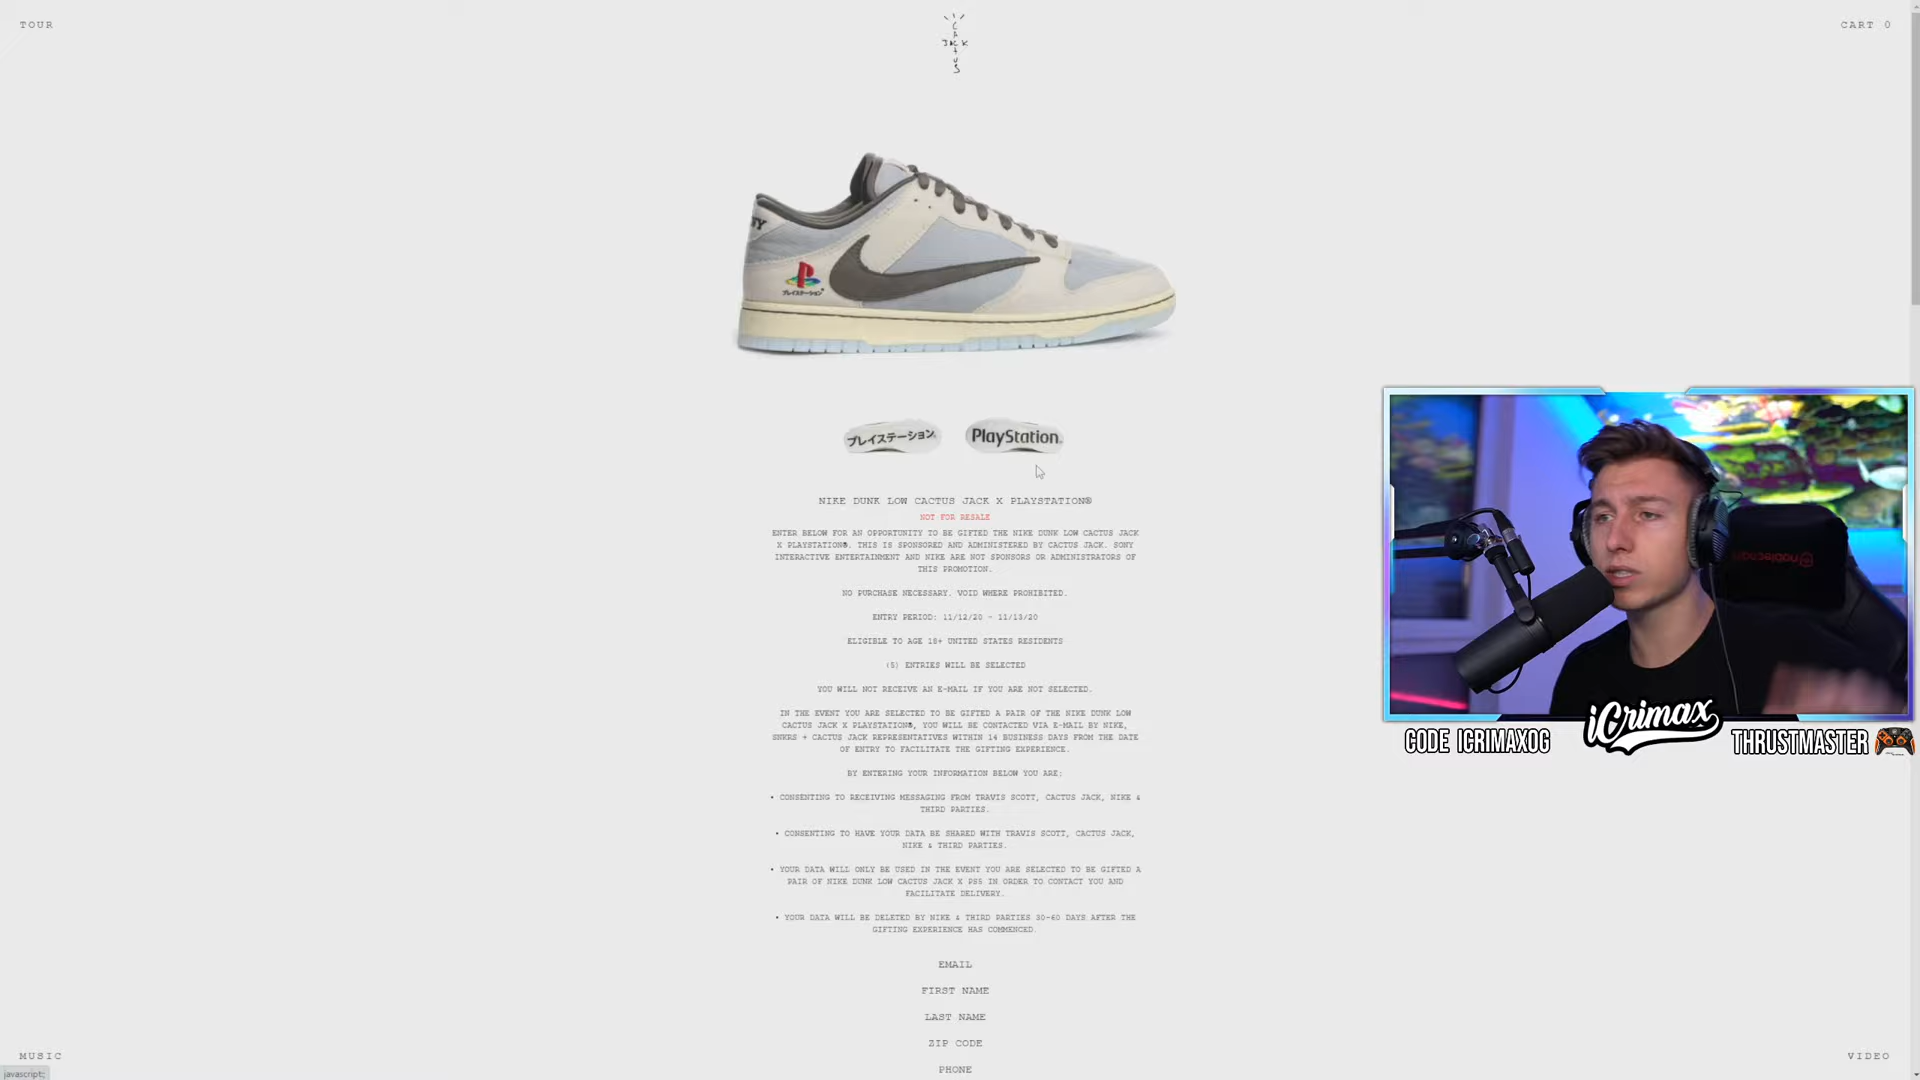 TOUR
CACTUS
JACK
CART 0
プレイステーション
プレイステーション
PlayStation
NIKE DUNK LOW CACTUS JACK X PLAYSTATION®
NOT FOR RESALE
ENTER BELOW FOR AN OPPORTUNITY TO BE GIFTED THE NIKE DUNK LOW CACTUS JACK
X PLAYSTATION®. THIS IS SPONSORED AND ADMINISTERED BY CACTUS JACK. SONY
INTERACTIVE ENTERTAINMENT AND NIKE ARE NOT SPONSORS OR ADMINISTRATORS OF
THIS PROMOTION.
NO PURCHASE NECESSARY. VOID WHERE PROHIBITED.
ENTRY PERIOD: 11/12/20 - 11/13/20
ELIGIBLE TO AGE 18+ UNITED STATES RESIDENTS
(5) ENTRIES WILL BE SELECTED
YOU WILL NOT RECEIVE AN E-MAIL IF YOU ARE NOT SELECTED.
IN THE EVENT YOU ARE SELECTED TO BE GIFTED A PAIR OF THE NIKE DUNK LOW
CACTUS JACK X PLAYSTATION®, YOU WILL BE CONTACTED VIA E-MAIL BY NIKE,
SNKRS + CACTUS JACK REPRESENTATIVES WITHIN 14 BUSINESS DAYS FROM THE DATE
OF ENTRY TO FACILITATE THE GIFTING EXPERIENCE.
BY ENTERING YOUR INFORMATION BELOW YOU ARE:
• CONSENTING TO RECEIVING MESSAGING FROM TRAVIS SCOTT, CACTUS JACK, NIKE &
THIRD PARTIES.
• CONSENTING TO HAVE YOUR DATA BE SHARED WITH TRAVIS SCOTT, CACTUS JACK,
NIKE & THIRD PARTIES.
• YOUR DATA WILL ONLY BE USED IN THE EVENT YOU ARE SELECTED TO BE GIFTED A
PAIR OF NIKE DUNK LOW CACTUS JACK X PS5 IN ORDER TO CONTACT YOU AND
FACILITATE DELIVERY.
• YOUR DATA WILL BE DELETED BY NIKE & THIRD PARTIES 30-60 DAYS AFTER THE
GIFTING EXPERIENCE HAS COMMENCED.
EMAIL
FIRST NAME
LAST NAME
ZIP CODE
PHONE
MUSIC
VIDEO
javascript:;
iCrimax
CODE ICRIMAXOG
THRUSTMASTER